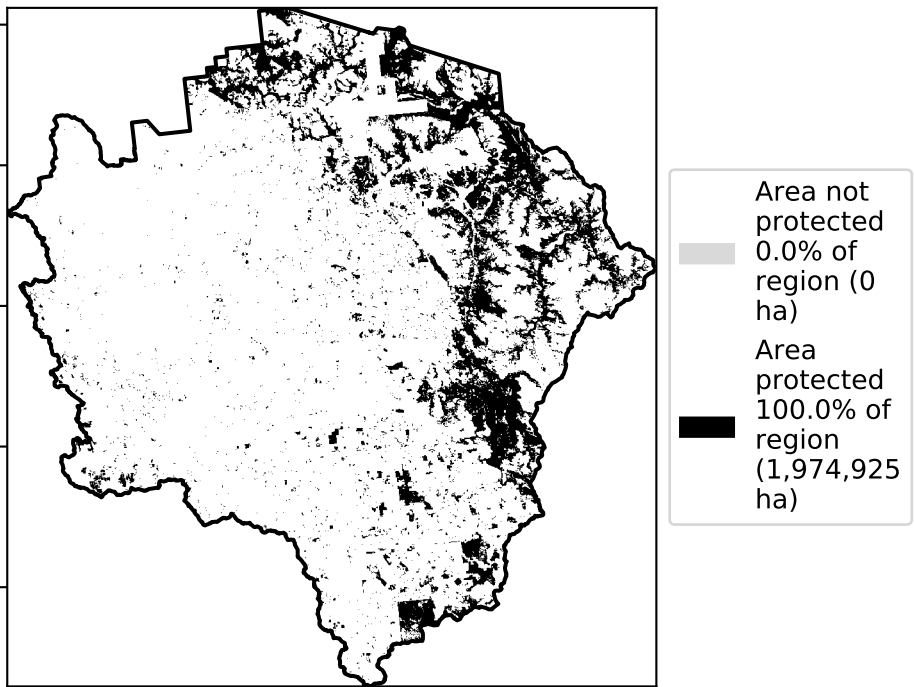 Area not
protected
0.0% of
region (0
ha)
Area
protected
100.0% of
region
(1,974,925
ha)